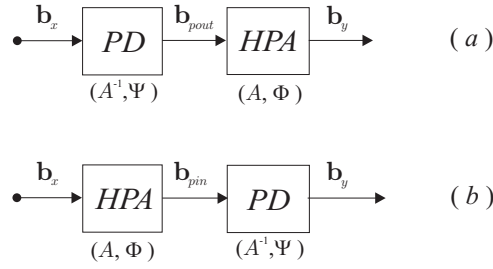 b_x b_pout b_y
PD HPA ( a )
(A⁻¹,Ψ) (A, Φ)
b_x b_pin b_y
HPA PD ( b )
(A, Φ) (A⁻¹,Ψ)